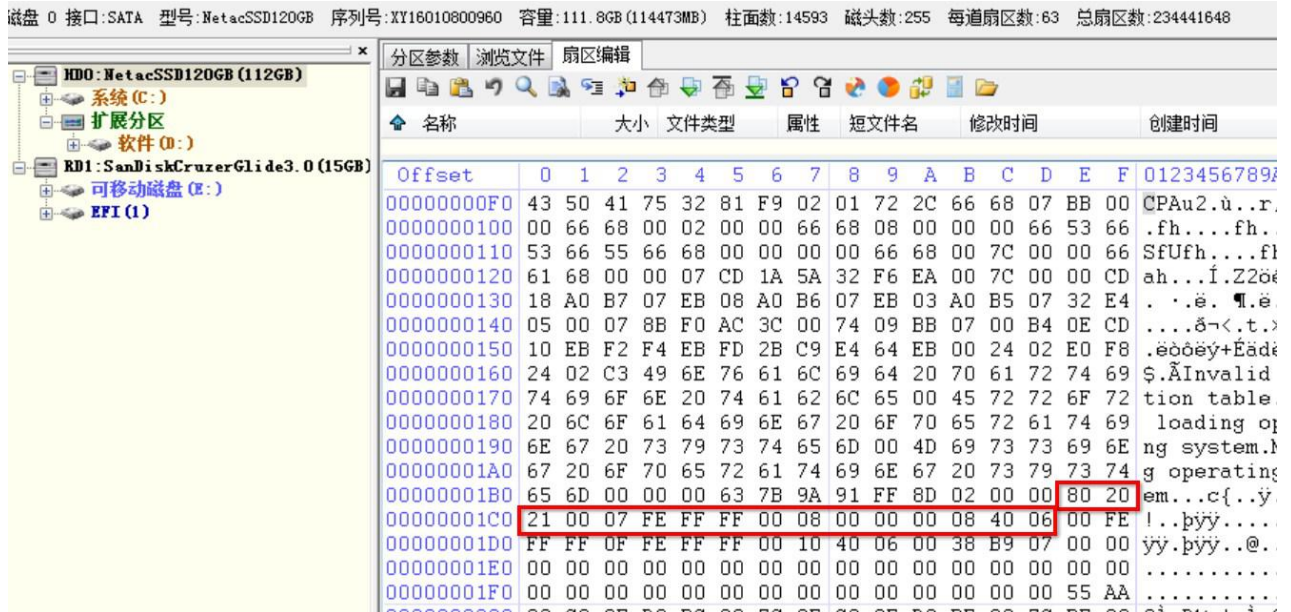 磁盘 0 接口:SATA 型号:NetacSSD120GB 序列号:XY16010800960 容量:111.8GB(114473MB) 柱面数:14593 磁头数:255 每道扇区数:63 总扇区数:234441648
HD0:NetacSSD120GB(112GB)
系统(C:)
扩展分区
软件(D:)
RD1:SanDiskCruzerGlide3.0(15GB)
可移动磁盘(E:)
EFI(1)
分区参数 浏览文件 扇区编辑
名称 大小 文件类型 属性 短文件名 修改时间 创建时间
Offset 0 1 2 3 4 5 6 7 8 9 A B C D E F 0123456789A
00000000F0 43 50 41 75 32 81 F9 02 01 72 2C 66 68 07 BB 00 CPAu2.ù..r,
0000000100 00 66 68 00 02 00 00 66 68 08 00 00 00 66 53 66 .fh....fh..
0000000110 53 66 55 66 68 00 00 00 00 66 68 00 7C 00 00 66 SfUfh....fh
0000000120 61 68 00 00 07 CD 1A 5A 32 F6 EA 00 7C 00 00 CD ah...Í.Z2öê
0000000130 18 A0 B7 07 EB 08 A0 B6 07 EB 03 A0 B5 07 32 E4 . ·.ë. ¶.ë.
0000000140 05 00 07 8B F0 AC 3C 00 74 09 BB 07 00 B4 0E CD ....ð¬<.t.»
0000000150 10 EB F2 F4 EB FD 2B C9 E4 64 EB 00 24 02 E0 F8 .ëòôëý+Éädë
0000000160 24 02 C3 49 6E 76 61 6C 69 64 20 70 61 72 74 69 $.ÃInvalid
0000000170 74 69 6F 6E 20 74 61 62 6C 65 00 45 72 72 6F 72 tion table.
0000000180 20 6C 6F 61 64 69 6E 67 20 6F 70 65 72 61 74 69 loading op
0000000190 6E 67 20 73 79 73 74 65 6D 00 4D 69 73 73 69 6E ng system.M
00000001A0 67 20 6F 70 65 72 61 74 69 6E 67 20 73 79 73 74 g operating
00000001B0 65 6D 00 00 00 63 7B 9A 91 FF 8D 02 00 00 80 20 em...c{..ÿ.
00000001C0 21 00 07 FE FF FF 00 08 00 00 00 08 40 06 00 FE !..þÿÿ.....
00000001D0 FF FF 0F FE FF FF 00 10 40 06 00 38 B9 07 00 00 ÿÿ.þÿÿ..@..
00000001E0 00 00 00 00 00 00 00 00 00 00 00 00 00 00 00 00 ...........
00000001F0 00 00 00 00 00 00 00 00 00 00 00 00 00 00 55 AA ...........